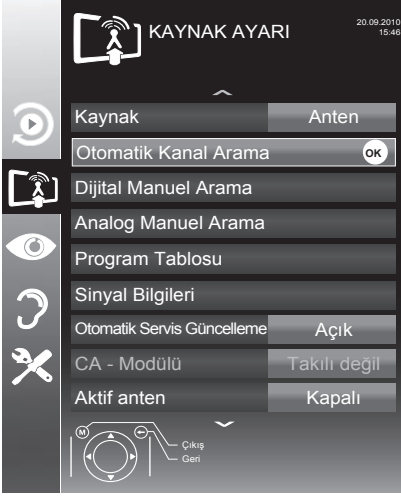 KAYNAK AYARI
20.09.2010
15:46
Kaynak Anten
Otomatik Kanal Arama OK
Dijital Manuel Arama
Analog Manuel Arama
Program Tablosu
Sinyal Bilgileri
Otomatik Servis Güncelleme Açık
CA - Modülü Takılı değil
Aktif anten Kapalı
M
Çıkış
Geri